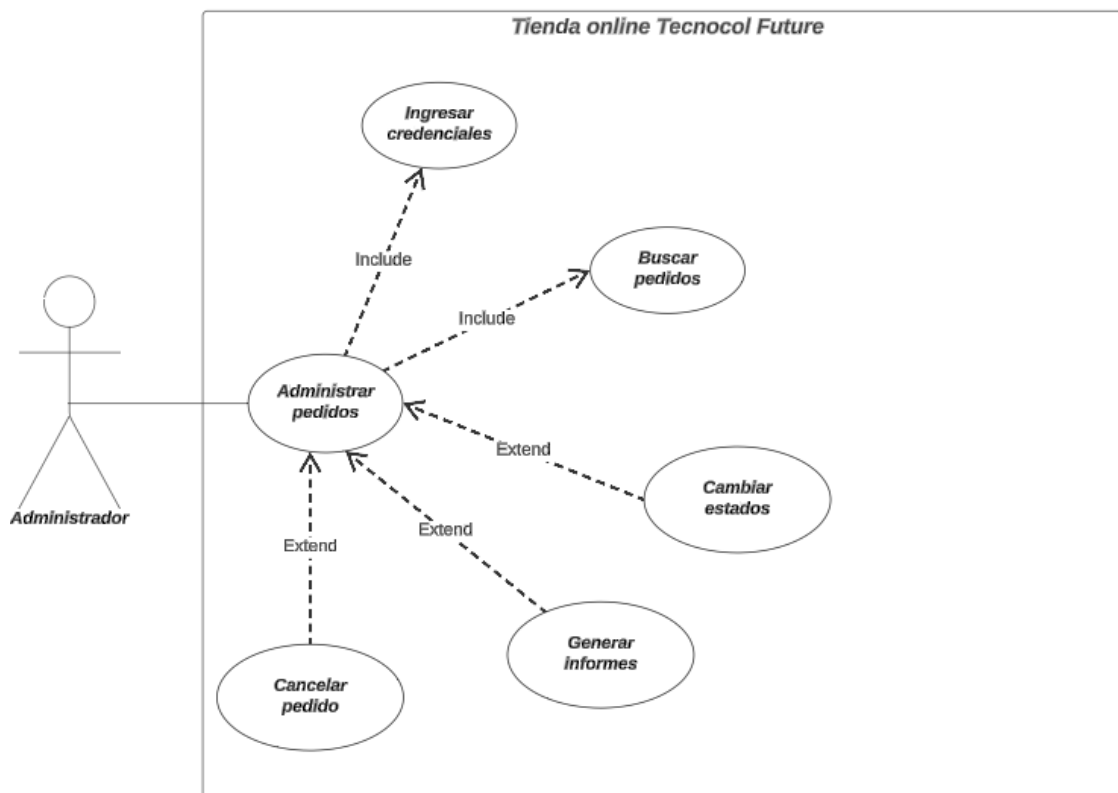 Tienda online Tecnocol Future
Ingresar
credenciales
Include
Buscar
pedidos
Include
Administrar
pedidos
Extend
Cambiar
estados
Administrador
Extend
Extend
Generar
informes
Cancelar
pedido